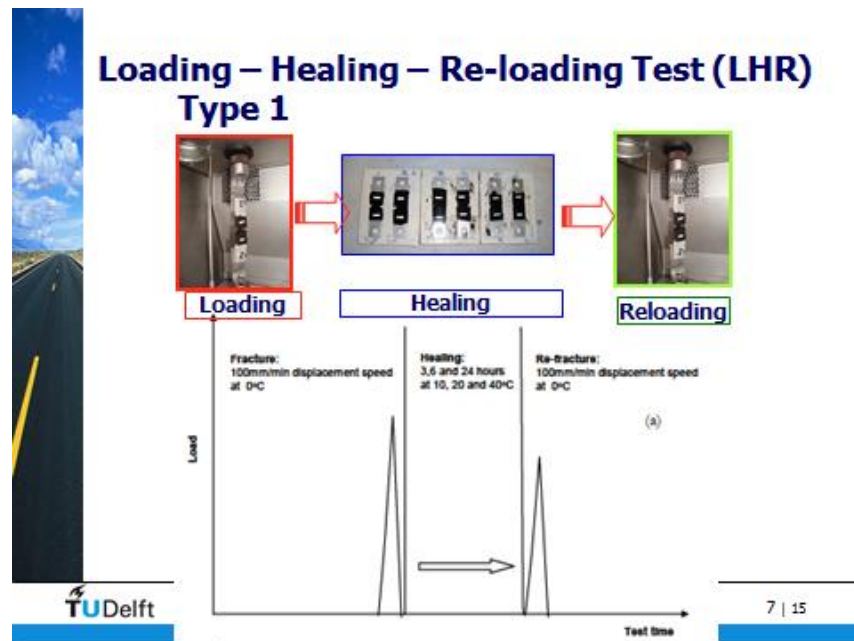 Loading – Healing – Re-loading Test (LHR)
Type 1
Loading
Healing
Reloading
Fracture:
100mm/min displacement speed
at 0ºC
Healing:
3,6 and 24 hours
at 10, 20 and 40ºC
Re-fracture:
100mm/min displacement speed
at 0ºC
(a)
Load
Test time
TUDelft
7 | 15